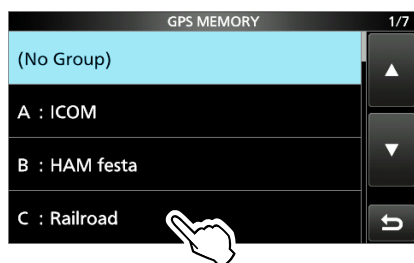 GPS MEMORY 1/7
(No Group)
A : ICOM
B : HAM festa
C : Railroad